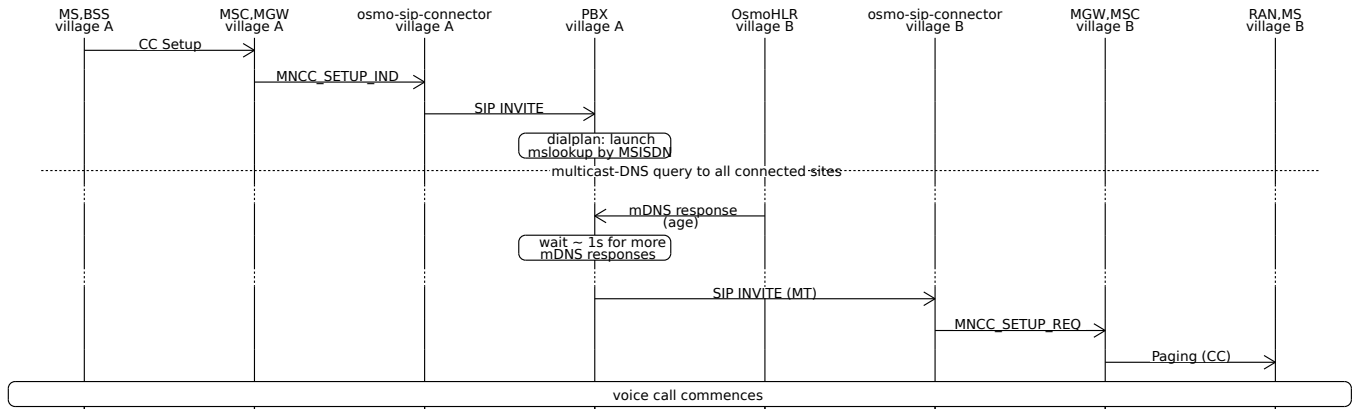 MS,BSS
village A
MSC,MGW
village A
osmo-sip-connector
village A
PBX
village A
OsmoHLR
village B
osmo-sip-connector
village B
MGW,MSC
village B
RAN,MS
village B
CC Setup
MNCC_SETUP_IND
SIP INVITE
dialplan: launch
mslookup by MSISDN
multicast-DNS query to all connected sites
mDNS response
(age)
wait ~ 1s for more
mDNS responses
SIP INVITE (MT)
MNCC_SETUP_REQ
Paging (CC)
voice call commences